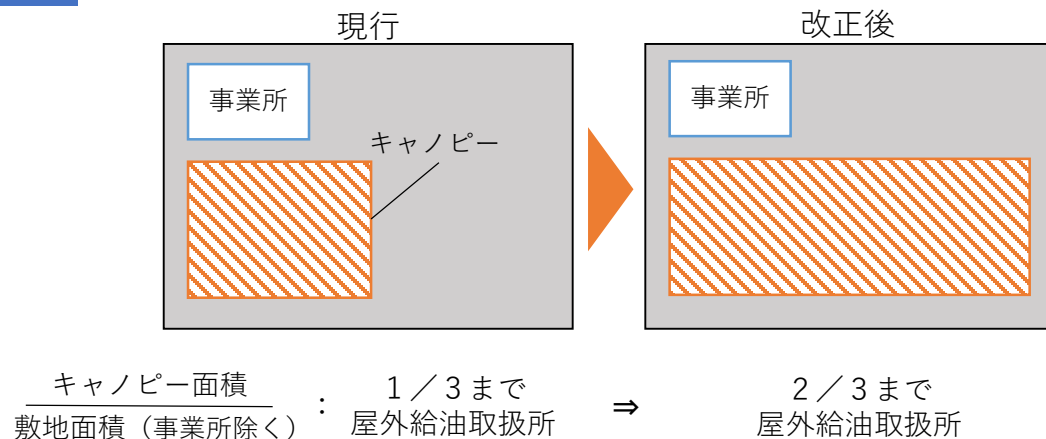 現行
改正後
事業所
事業所
キャノピー
キャノピー面積
敷地面積（事業所除く）
：
1／3まで
屋外給油取扱所
⇒
2／3まで
屋外給油取扱所